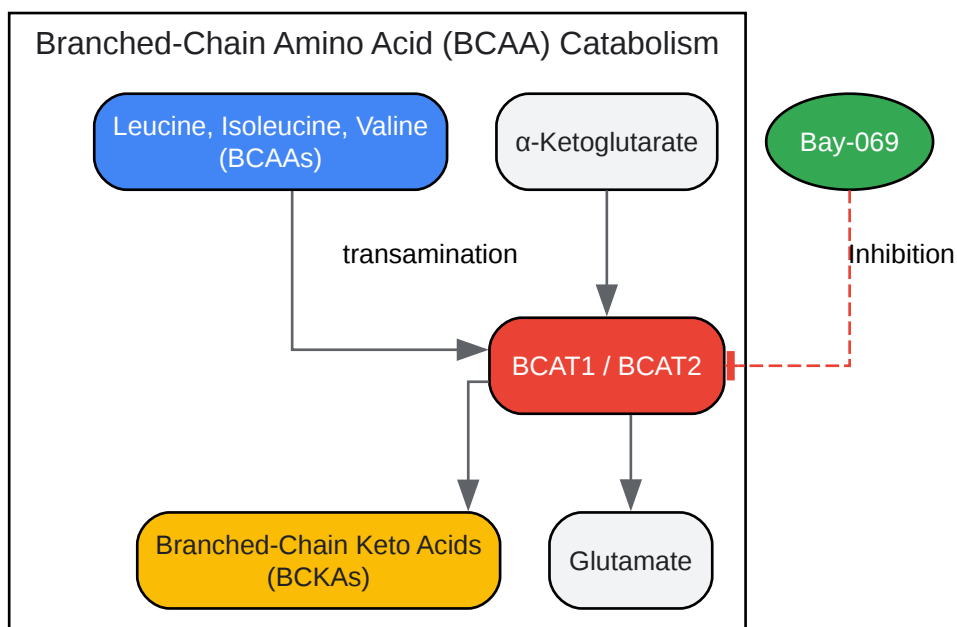 Branched-Chain Amino Acid (BCAA) Catabolism
Leucine, Isoleucine, Valine
(BCAAs)
α-Ketoglutarate
Bay-069
transamination
Inhibition
BCAT1 / BCAT2
Branched-Chain Keto Acids
(BCKAs)
Glutamate